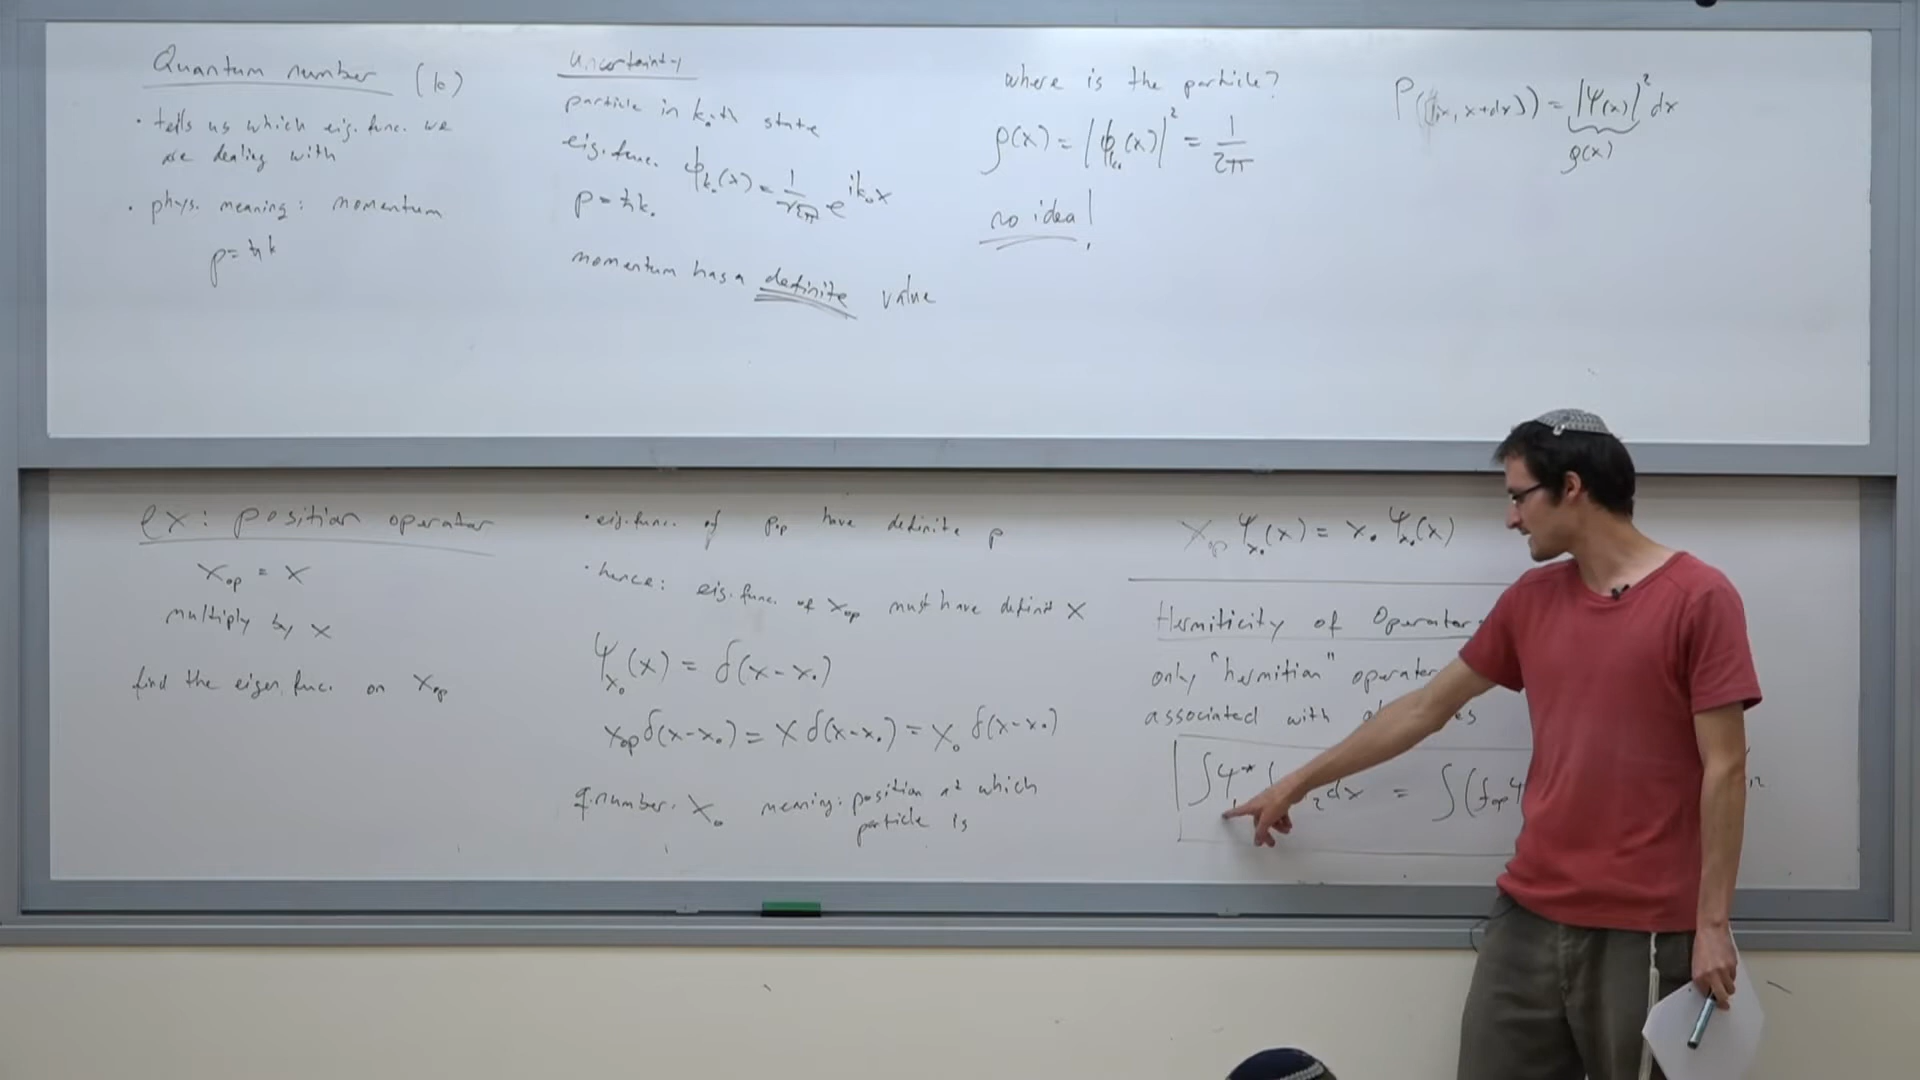 Quantum number (k)
• tells us which eig. func. we
are dealing with
• phys. meaning: momentum
p = ħk
Uncertainty
particle in k₀-th state
eig. func. ϕ_k₀(x) = 1/√2π e^{ik₀x}
p = ħk₀
momentum has a definite value
where is the particle?
ρ(x) = |ϕ_k₀(x)|² = 1/2π
no idea!
P([x, x+dx]) = |Ψ(x)|² dx
ρ(x)
ex: position operator
x_op = x
multiply by x
find the eigen. func. on x_op
• eig. func. of p_op have definite p
• hence: eig. func. of x_op must have definit x
Ψ_x₀(x) = δ(x-x₀)
x_op δ(x-x₀) = x δ(x-x₀) = x₀ δ(x-x₀)
q. number: x₀ meaning: position at which
particle is
x_op Ψ_x₀(x) = x₀ Ψ_x₀(x)
Hermiticity of Operator
only "hermitian" operator
associated with
∫Ψ* ₂dx = ∫(f_op Ψ